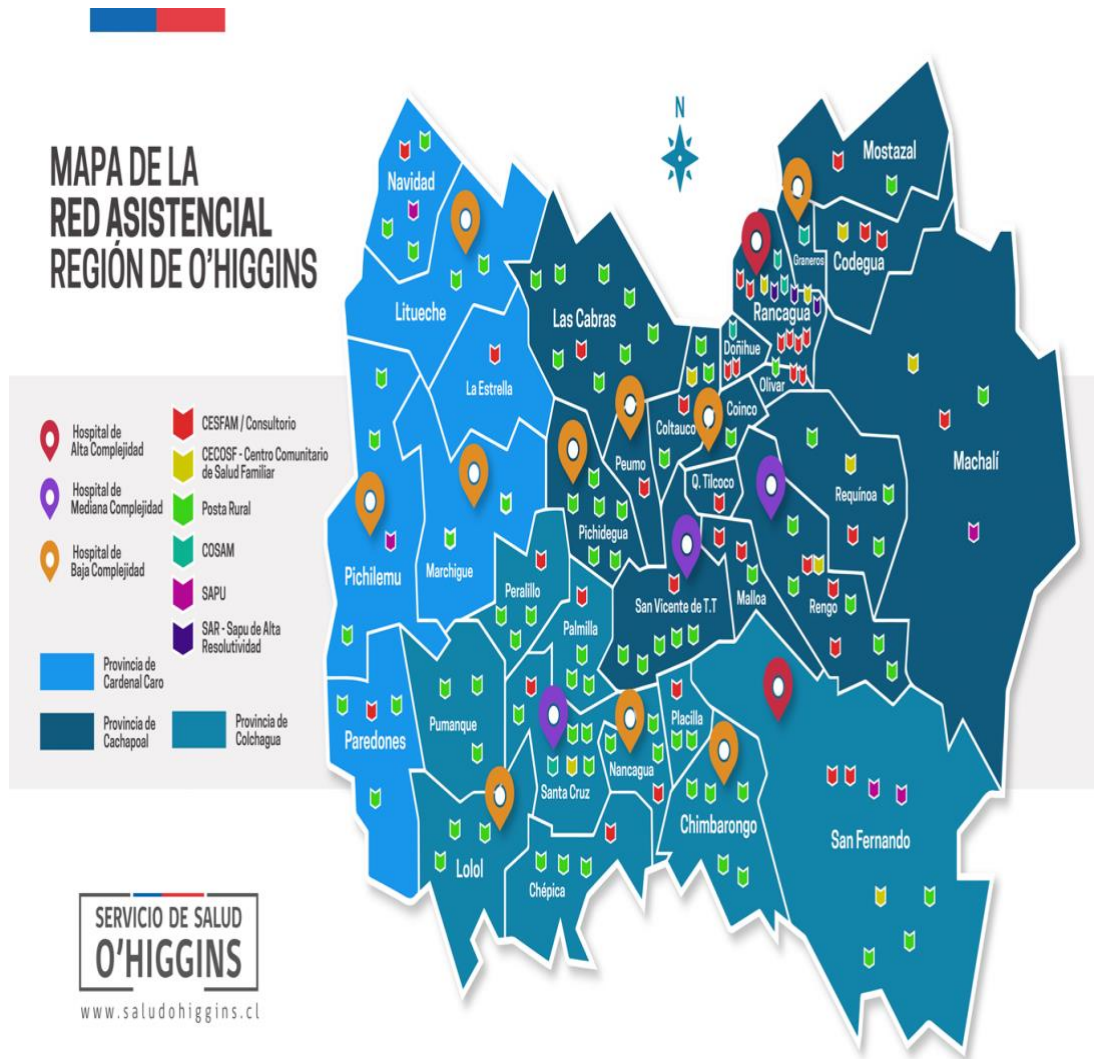 MAPA DE LA
RED ASISTENCIAL
REGIÓN DE O'HIGGINS
Hospital de
Alta Complejidad
Hospital de
Mediana Complejidad
Hospital de
Baja Complejidad
CESFAM / Consultorio
CECOSF - Centro Comunitario
de Salud Familiar
Posta Rural
COSAM
SAPU
SAR - Sapu de Alta
Resolutividad
Provincia de
Cardenal Caro
Provincia de
Cachapoal
Provincia de
Colchagua
N
Navidad
Litueche
La Estrella
Pichilemu
Marchigue
Paredones
Las Cabras
Mostazal
Graneros
Codegua
Rancagua
Doñihue
Olivar
Coinco
Coltauco
Peumo
Pichidegua
Q. Tilcoco
Requínoa
Machalí
Malloa
Rengo
San Vicente de T.T
Peralillo
Palmilla
Pumanque
Placilla
Nancagua
Santa Cruz
Lolol
Chépica
Chimbarongo
San Fernando
SERVICIO DE SALUD
O'HIGGINS
www.saludohiggins.cl